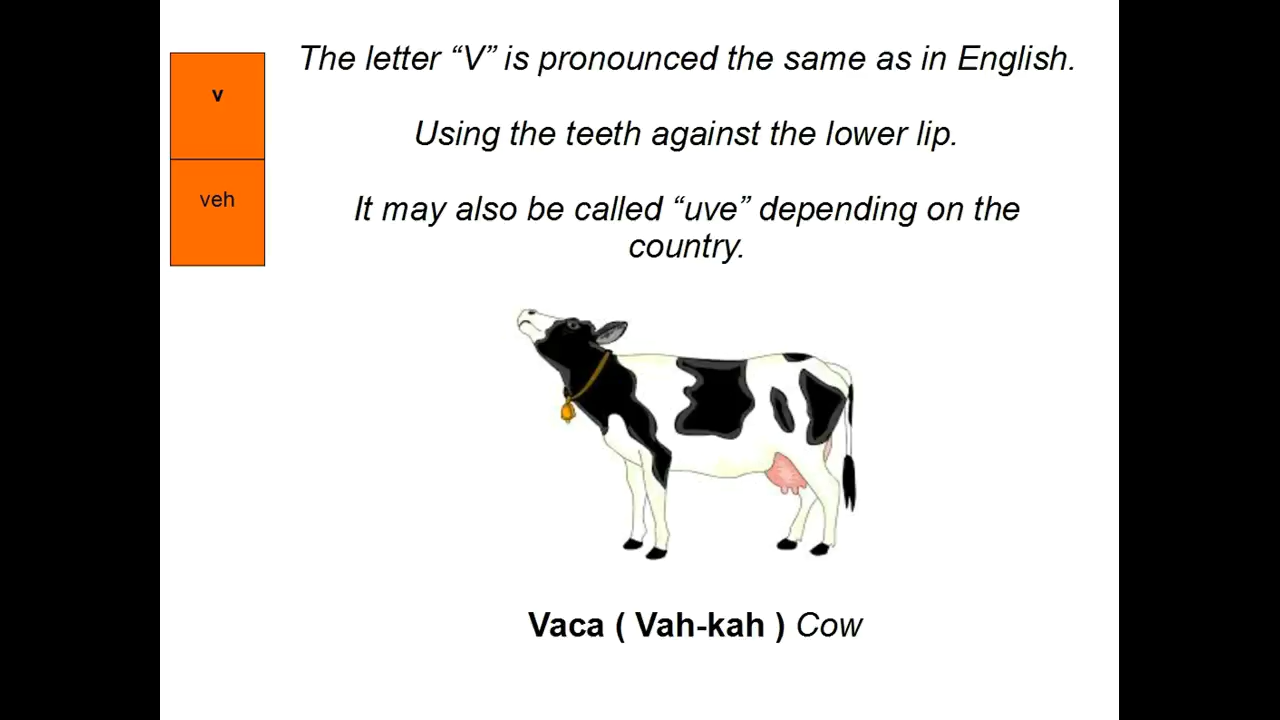 v
veh
The letter “V” is pronounced the same as in English.
Using the teeth against the lower lip.
It may also be called “uve” depending on the
country.
Vaca ( Vah-kah ) Cow